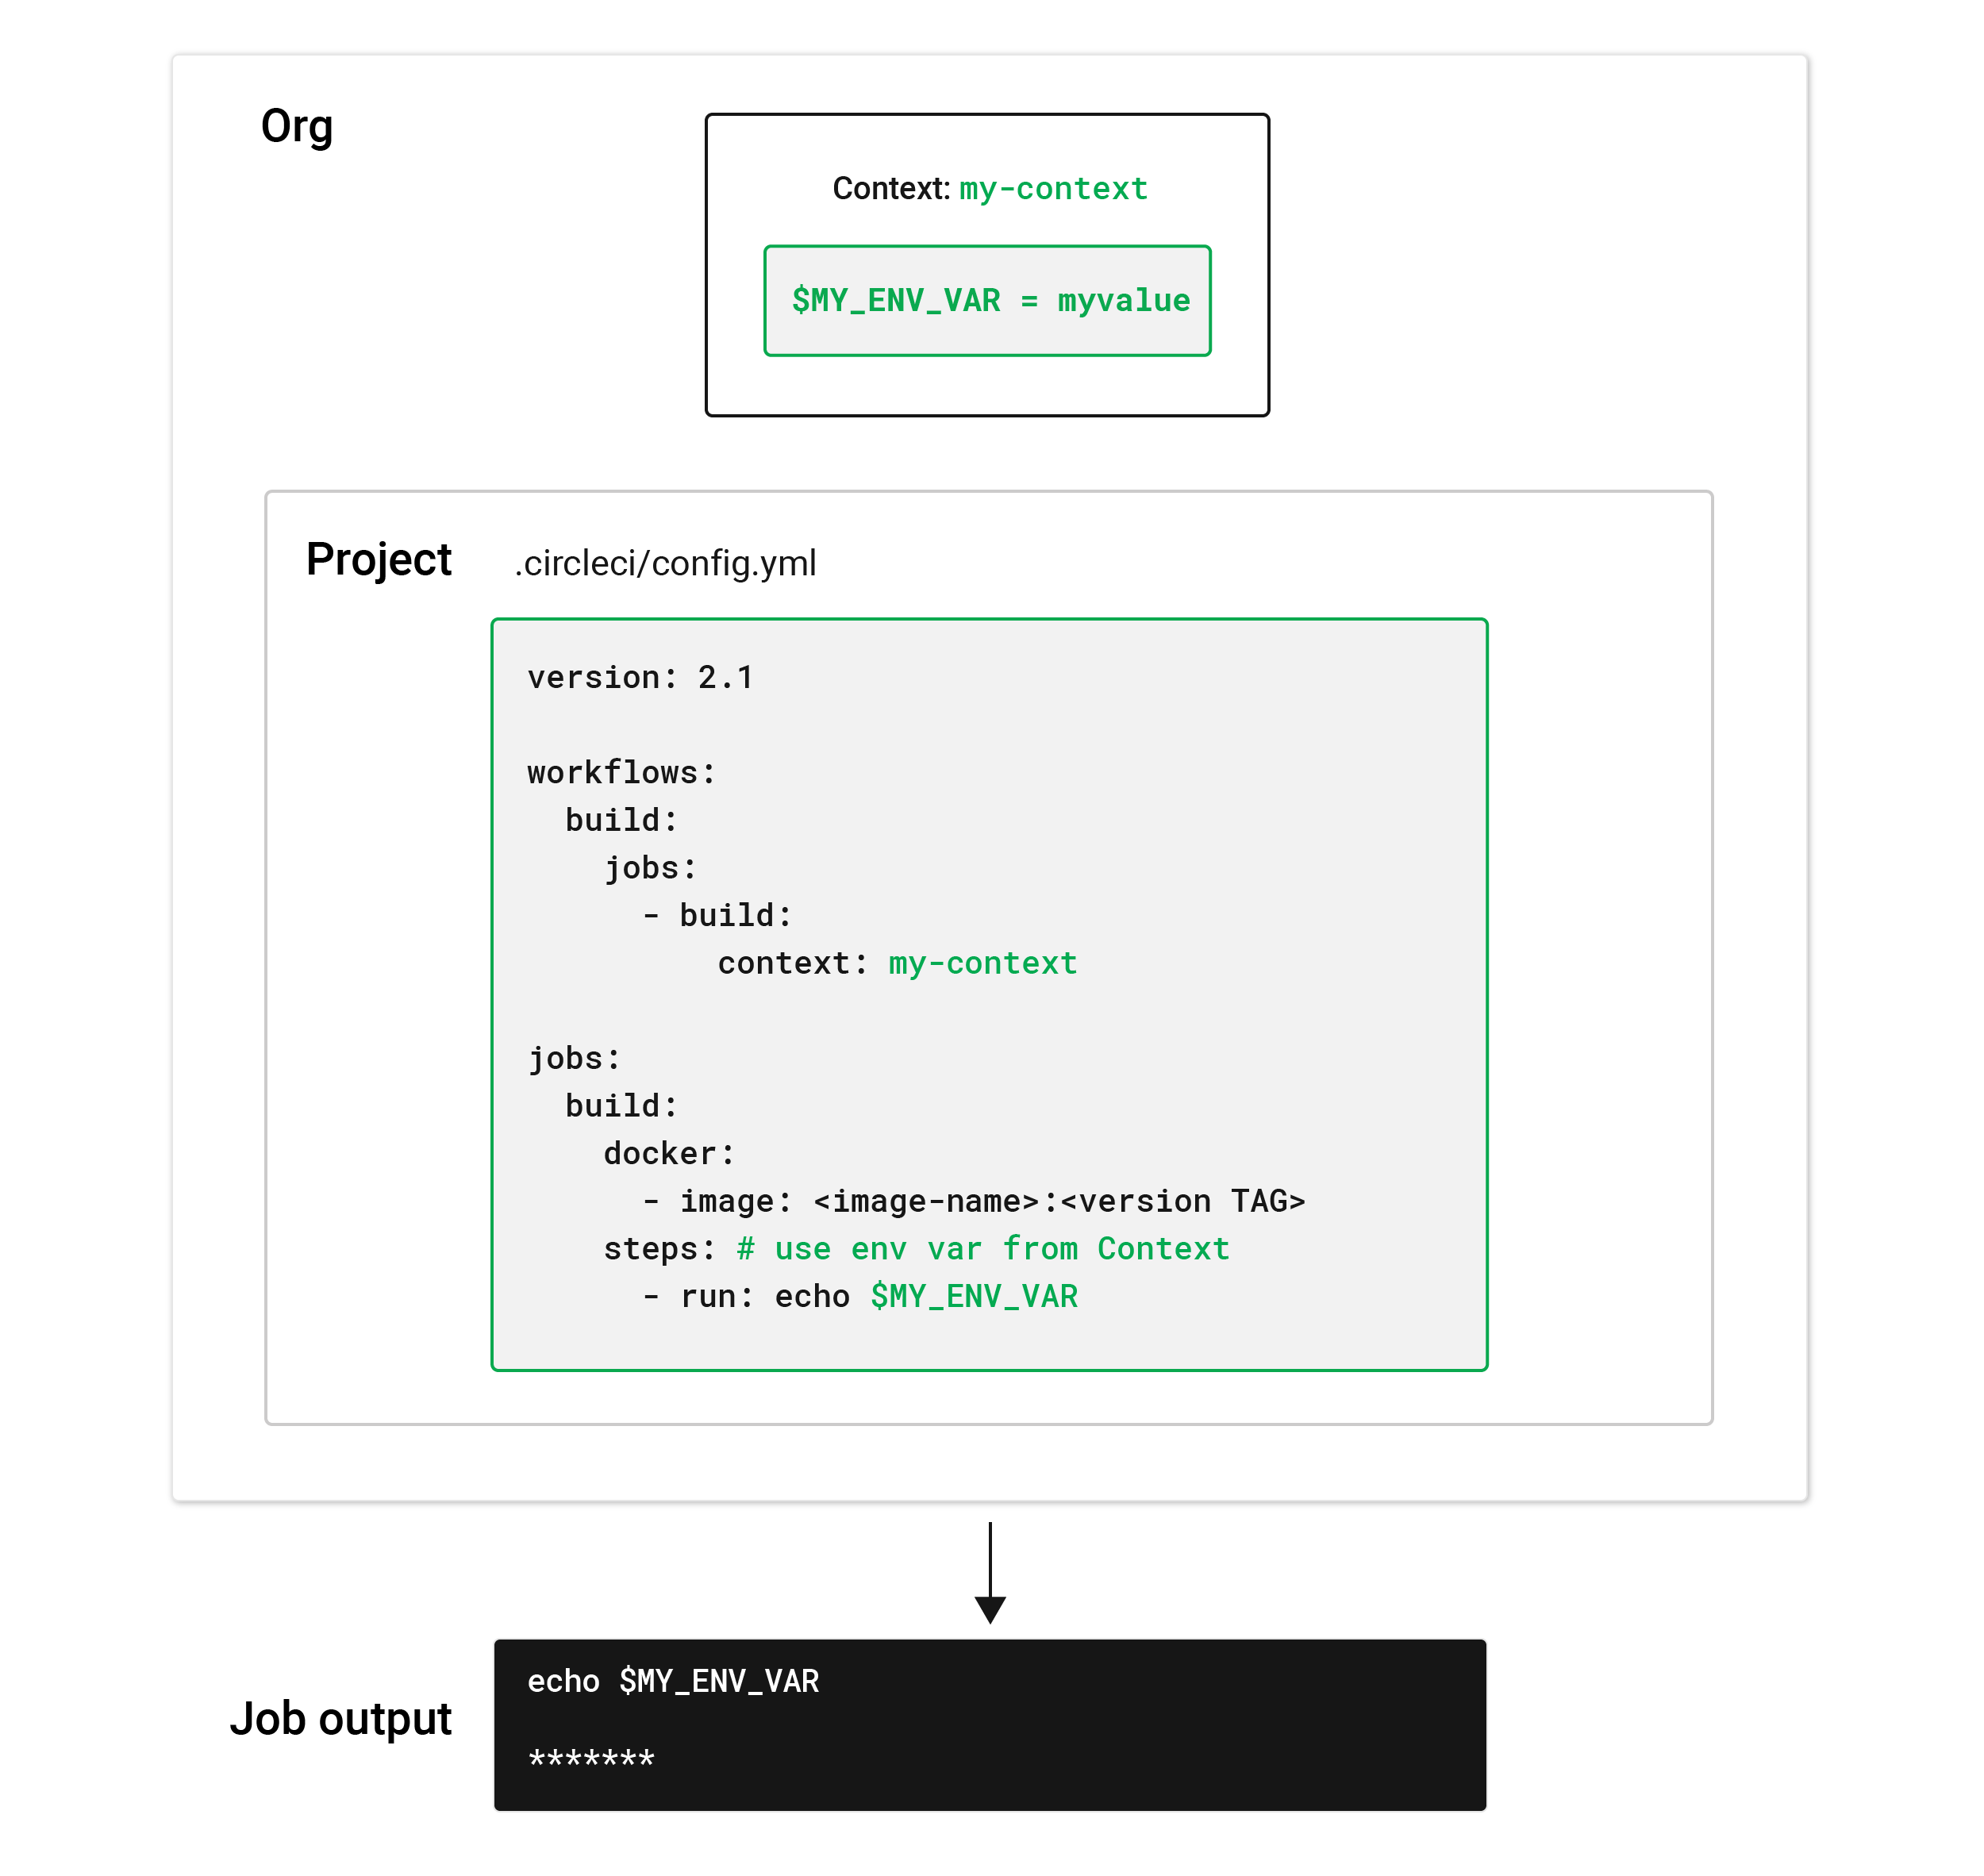 Org
Context: my-context
$MY_ENV_VAR = myvalue
Project
.circleci/config.yml
version: 2.1
workflows:
  build:
    jobs:
      - build:
          context: my-context
jobs:
  build:
    docker:
      - image: <image-name>:<version TAG>
    steps: # use env var from Context
      - run: echo $MY_ENV_VAR
Job output
echo $MY_ENV_VAR
*******